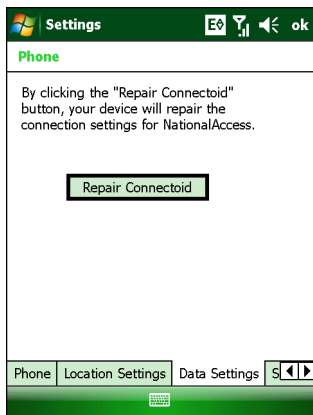 Settings E ok
Phone
By clicking the "Repair Connectoid"
button, your device will repair the
connection settings for NationalAccess.
Repair Connectoid
Phone Location Settings Data Settings S